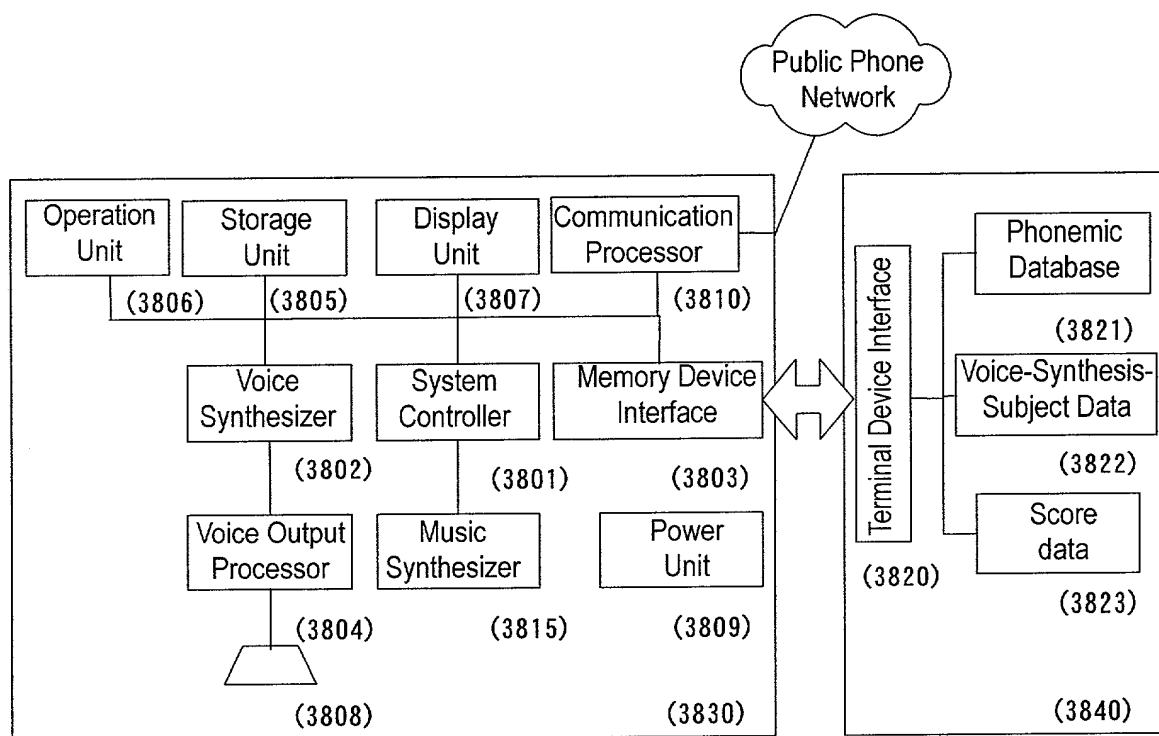 Public Phone
Network
Operation
Unit
(3806)
Storage
Unit
(3805)
Display
Unit
(3807)
Communication
Processor
(3810)
Voice
Synthesizer
(3802)
System
Controller
(3801)
Memory Device
Interface
(3803)
Voice Output
Processor
(3804)
Music
Synthesizer
(3815)
Power
Unit
(3809)
(3808)
(3830)
Terminal Device Interface
(3820)
Phonemic
Database
(3821)
Voice-Synthesis-
Subject Data
(3822)
Score
data
(3823)
(3840)